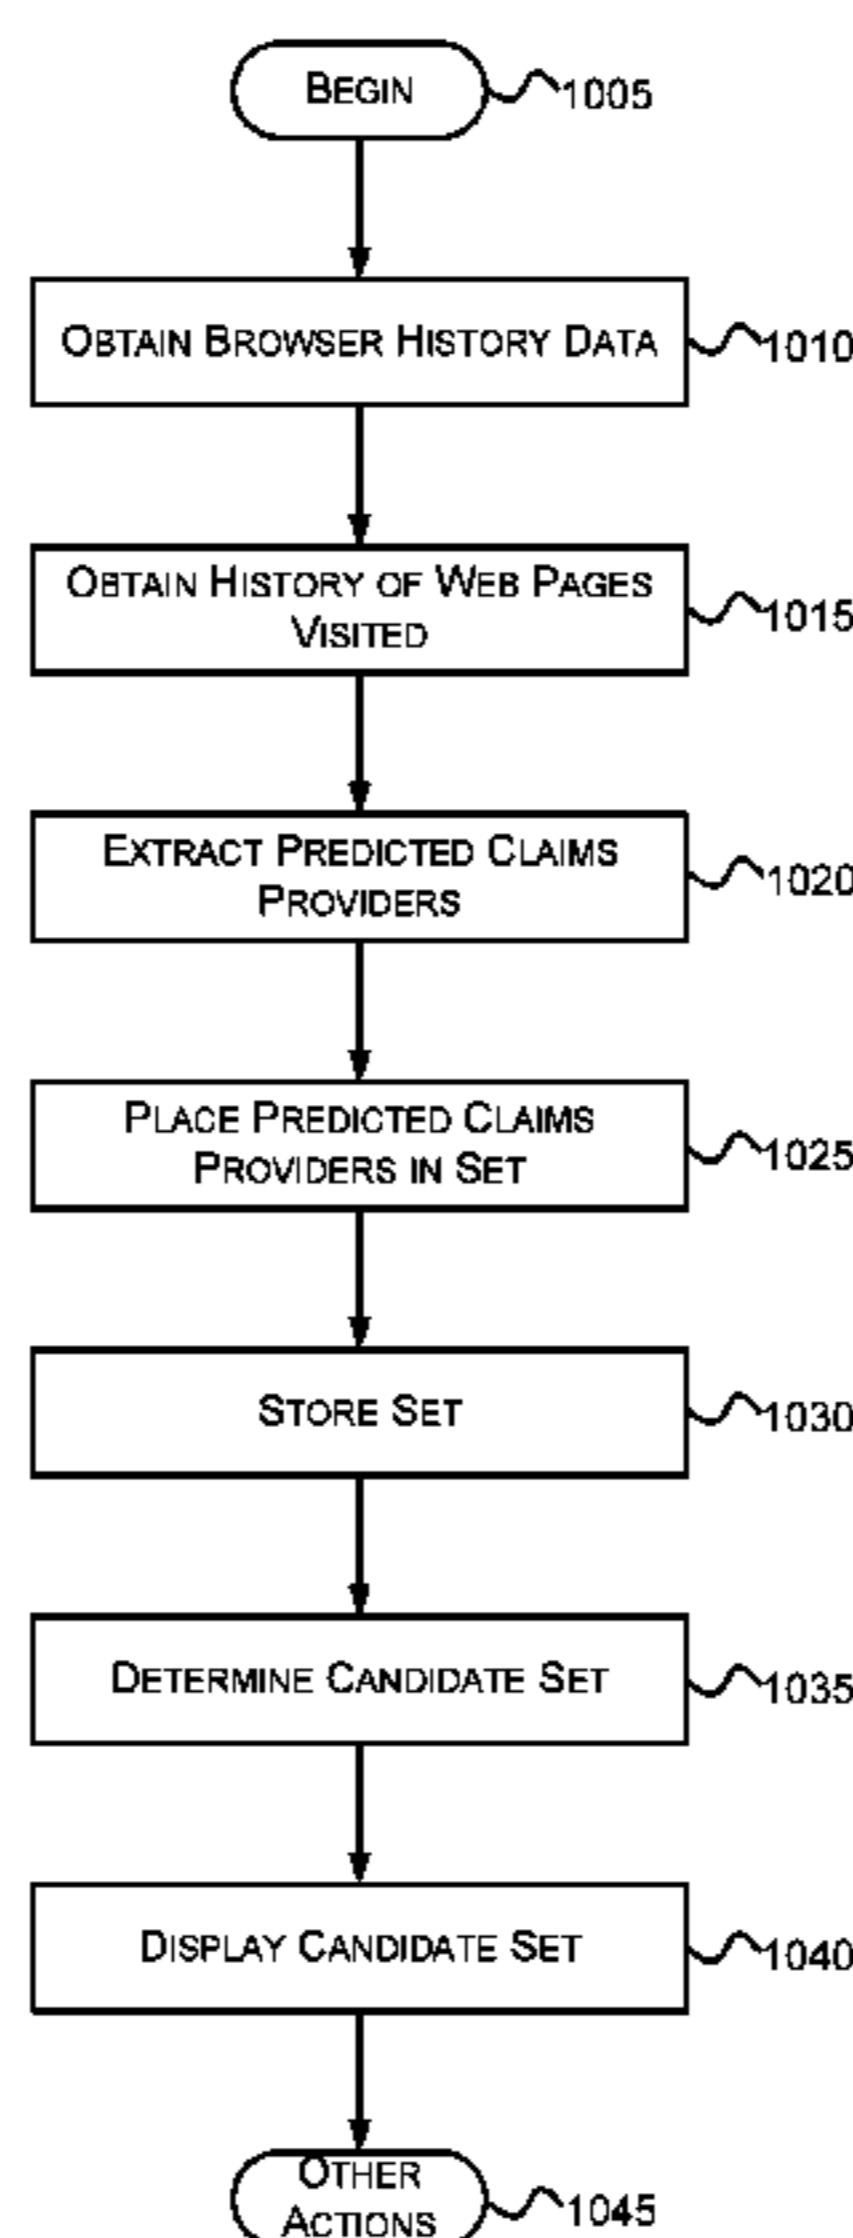 BEGIN
1005
OBTAIN BROWSER HISTORY DATA
1010
OBTAIN HISTORY OF WEB PAGES
VISITED
1015
EXTRACT PREDICTED CLAIMS
PROVIDERS
1020
PLACE PREDICTED CLAIMS
PROVIDERS IN SET
1025
STORE SET
1030
DETERMINE CANDIDATE SET
1035
DISPLAY CANDIDATE SET
1040
OTHER
ACTIONS
1045